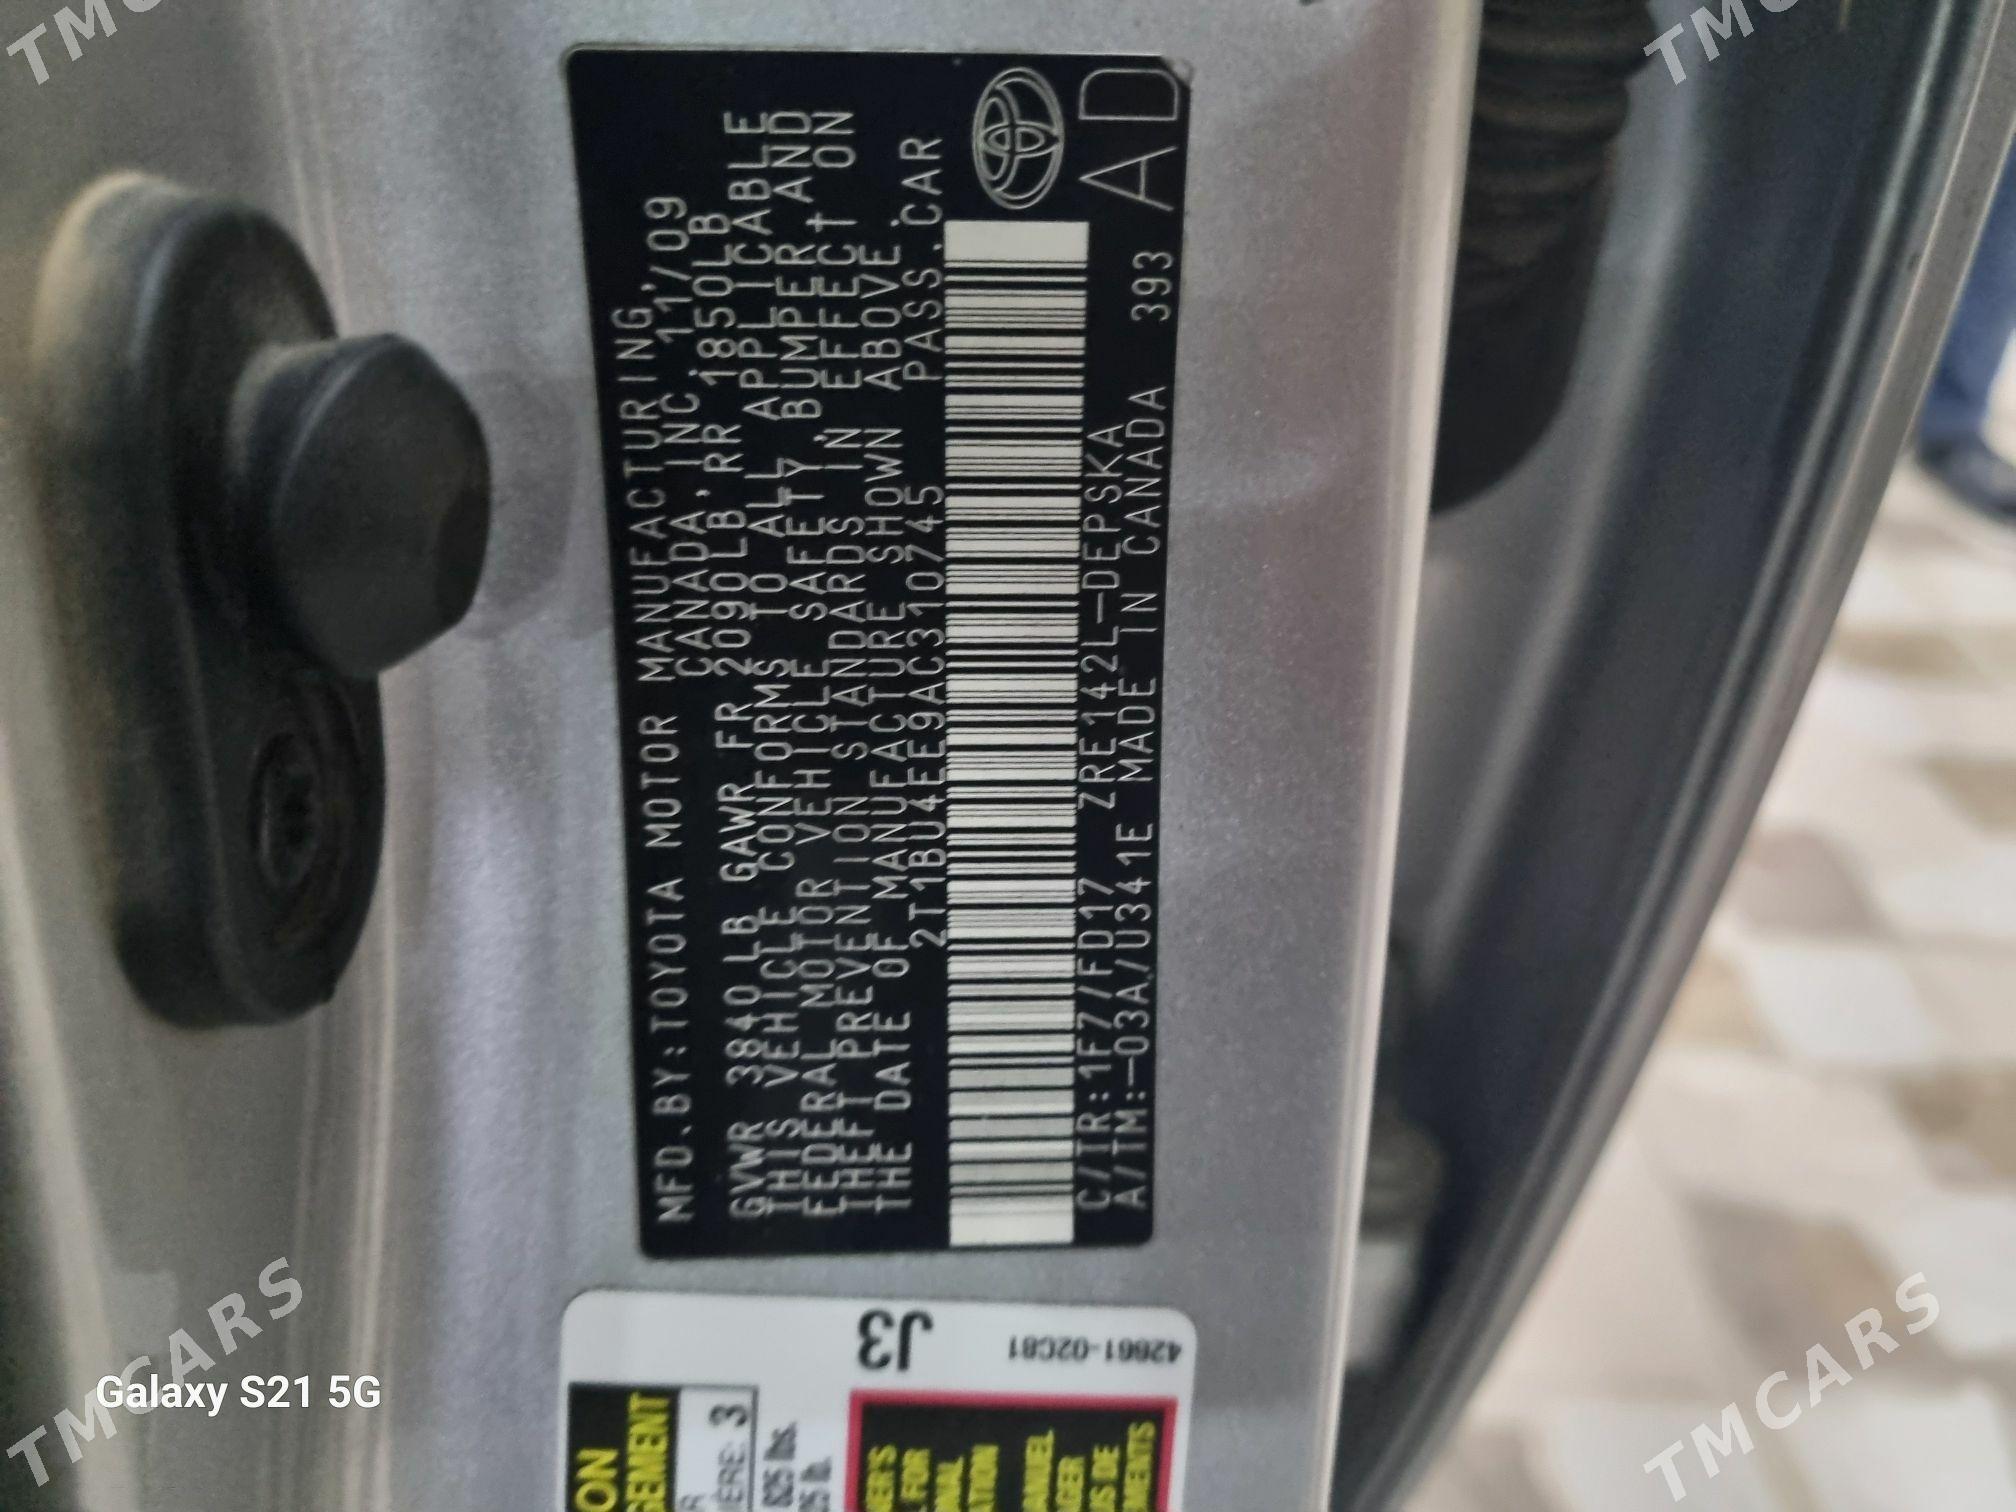 MFD.BY:TOYOTA MOTOR MANUFACTURING,
CANADA, INC. 11/09
GVWR 3840 LB GAWR FR 2090LB RR 1850LB
THIS VEHICLE CONFORMS TO ALL APPLICABLE
FEDERAL MOTOR VEHICLE SAFETY, BUMPER, AND
THEFT PREVENTION STANDARDS IN EFFECT ON
THE DATE OF MANUFACTURE SHOWN ABOVE.
2T1BU4EE9AC310745 PASS.CAR
C/TR:1F7/FD17 ZRE142L-DEPSKA
A/TM:-03A/U341E MADE IN CANADA 393
AD
J3
42661-02C81
825 lbs.
Galaxy S21 5G
TMCARS
TMCARS